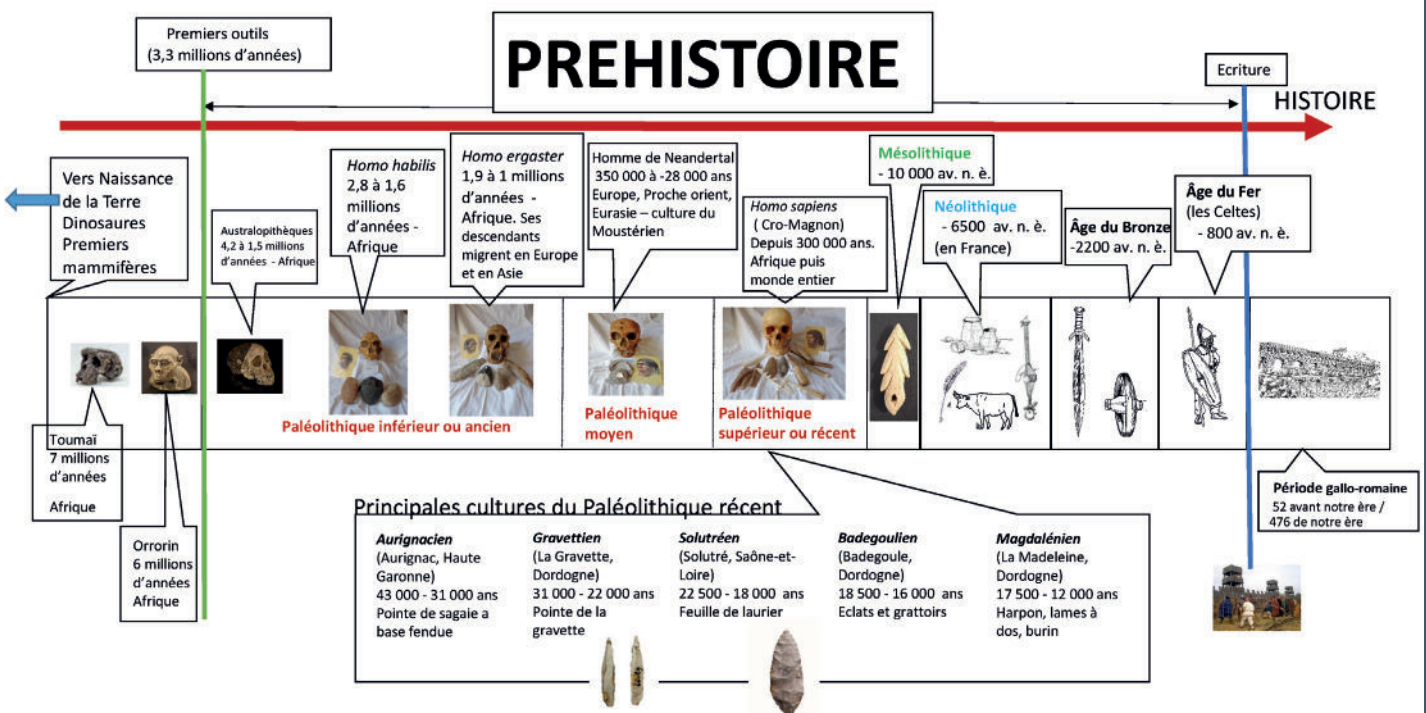 Premiers outils
(3,3 millions d'années)
PREHISTOIRE
Ecriture
HISTOIRE
Vers Naissance
de la Terre
Dinosaures
Premiers
mammifères
Australopithèques
4,2 à 1,5 millions
d'années - Afrique
Homo habilis
2,8 à 1,6
millions
d'années -
Afrique
Homo ergaster
1,9 à 1 millions
d'années -
Afrique. Ses
descendants
migrent en Europe
et en Asie
Homme de Neandertal
350 000 à -28 000 ans
Europe, Proche orient,
Eurasie – culture du
Moustérien
Homo sapiens
( Cro-Magnon)
Depuis 300 000 ans.
Afrique puis
monde entier
Mésolithique
- 10 000 av. n. è.
Néolithique
- 6500 av. n. è.
(en France)
Âge du Bronze
-2200 av. n. è.
Âge du Fer
(les Celtes)
- 800 av. n. è.
Paléolithique inférieur ou ancien
Paléolithique
moyen
Paléolithique
supérieur ou récent
Toumaï
7 millions
d'années
Afrique
Orrorin
6 millions
d'années
Afrique
Période gallo-romaine
52 avant notre ère /
476 de notre ère
Principales cultures du Paléolithique récent
Aurignacien
(Aurignac, Haute
Garonne)
43 000 - 31 000 ans
Pointe de sagaie a
base fendue
Gravettien
(La Gravette,
Dordogne)
31 000 - 22 000 ans
Pointe de la
gravette
Solutréen
(Solutré, Saône-et-
Loire)
22 500 - 18 000 ans
Feuille de laurier
Badegoulien
(Badegoule,
Dordogne)
18 500 - 16 000 ans
Eclats et grattoirs
Magdalénien
(La Madeleine,
Dordogne)
17 500 - 12 000 ans
Harpon, lames à
dos, burin